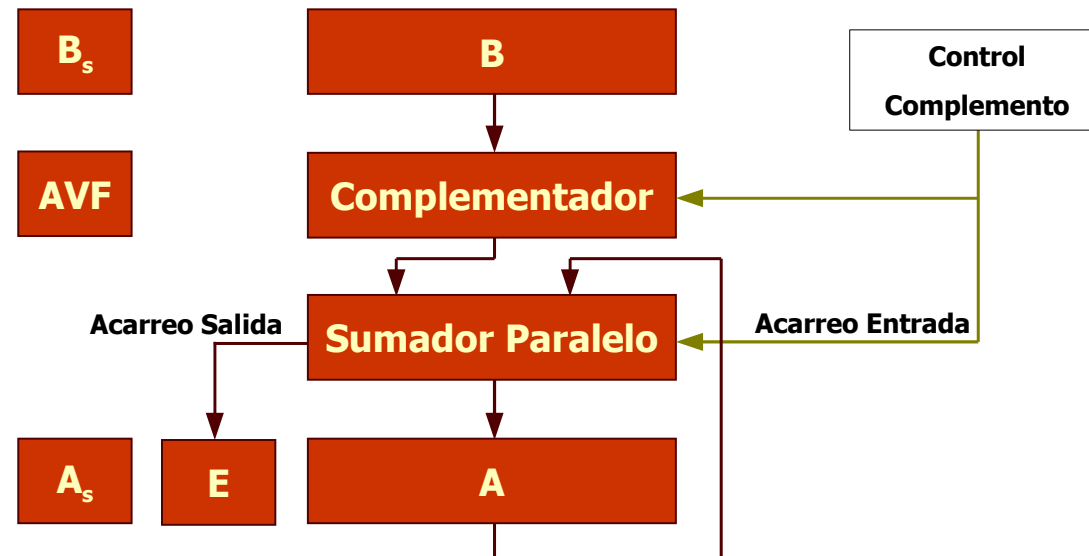 Bs
B
Control
Complemento
AVF
Complementador
Acarreo Salida
Sumador Paralelo
Acarreo Entrada
As
E
A